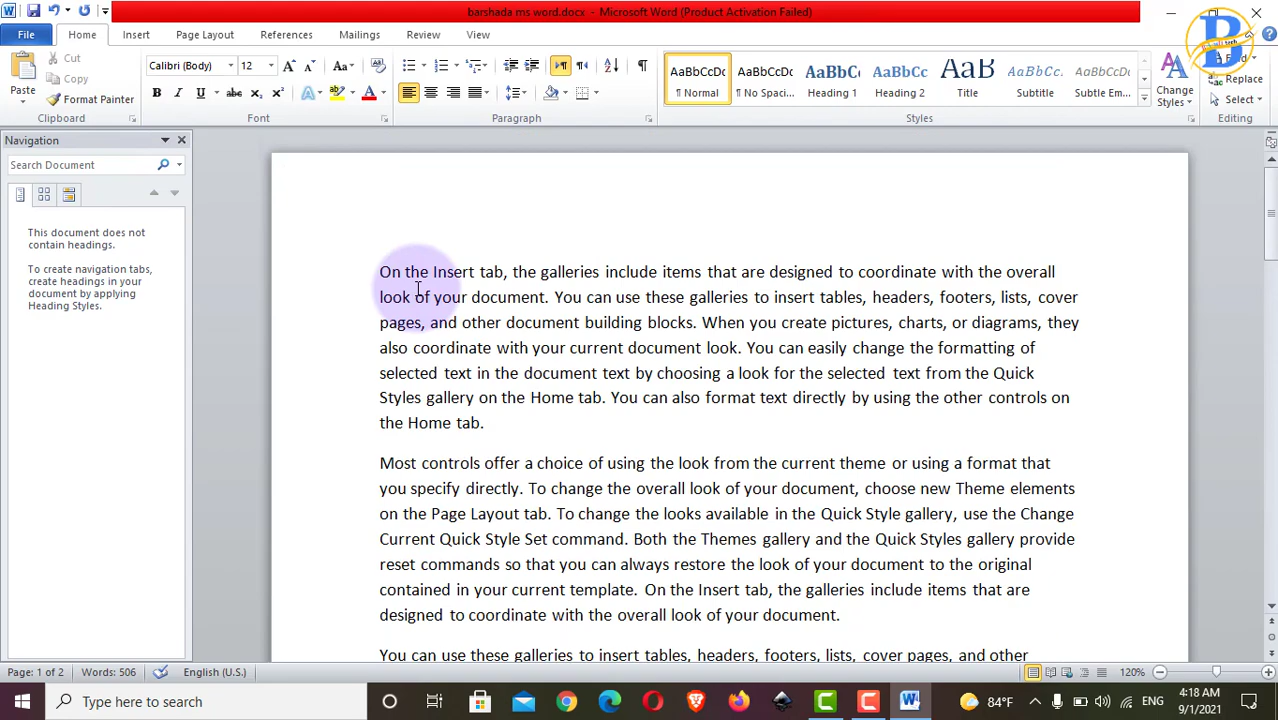 barshada ms word.docx - Microsoft Word (Product Activation Failed)
File Home Insert Page Layout References Mailings Review View
Paste
Cut
Copy
Format Painter
Clipboard
Calibri (Body) 12
Font
Paragraph
AaBbCcDc AaBbCcDc AaBbCc AaBbCc AaB AaBbCc. AaBbCcDc
¶ Normal ¶ No Spaci... Heading 1 Heading 2 Title Subtitle Subtle Em...
Change
Styles
Styles
Replace
Select
Editing
Navigation
Search Document
This document does not
contain headings.
To create navigation tabs,
create headings in your
document by applying
Heading Styles.
On the Insert tab, the galleries include items that are designed to coordinate with the overall
look of your document. You can use these galleries to insert tables, headers, footers, lists, cover
pages, and other document building blocks. When you create pictures, charts, or diagrams, they
also coordinate with your current document look. You can easily change the formatting of
selected text in the document text by choosing a look for the selected text from the Quick
Styles gallery on the Home tab. You can also format text directly by using the other controls on
the Home tab.
Most controls offer a choice of using the look from the current theme or using a format that
you specify directly. To change the overall look of your document, choose new Theme elements
on the Page Layout tab. To change the looks available in the Quick Style gallery, use the Change
Current Quick Style Set command. Both the Themes gallery and the Quick Styles gallery provide
reset commands so that you can always restore the look of your document to the original
contained in your current template. On the Insert tab, the galleries include items that are
designed to coordinate with the overall look of your document.
You can use these galleries to insert tables, headers, footers, lists, cover pages, and other
Page: 1 of 2 Words: 506 English (U.S.) 120%
Type here to search
84°F
ENG
4:18 AM
9/1/2021